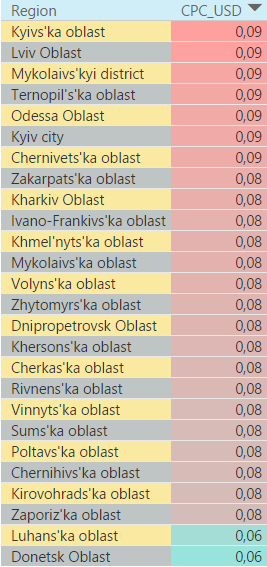 Region CPC_USD
Kyivs'ka oblast 0,09
Lviv Oblast 0,09
Mykolaivs'kyi district 0,09
Ternopil's'ka oblast 0,09
Odessa Oblast 0,09
Kyiv city 0,09
Chernivets'ka oblast 0,09
Zakarpats'ka oblast 0,08
Kharkiv Oblast 0,08
Ivano-Frankivs'ka oblast 0,08
Khmel'nyts'ka oblast 0,08
Mykolaivs'ka oblast 0,08
Volyns'ka oblast 0,08
Zhytomyrs'ka oblast 0,08
Dnipropetrovsk Oblast 0,08
Khersons'ka oblast 0,08
Cherkas'ka oblast 0,08
Rivnens'ka oblast 0,08
Vinnyts'ka oblast 0,08
Sums'ka oblast 0,08
Poltavs'ka oblast 0,08
Chernihivs'ka oblast 0,08
Kirovohrads'ka oblast 0,08
Zaporiz'ka oblast 0,08
Luhans'ka oblast 0,06
Donetsk Oblast 0,06